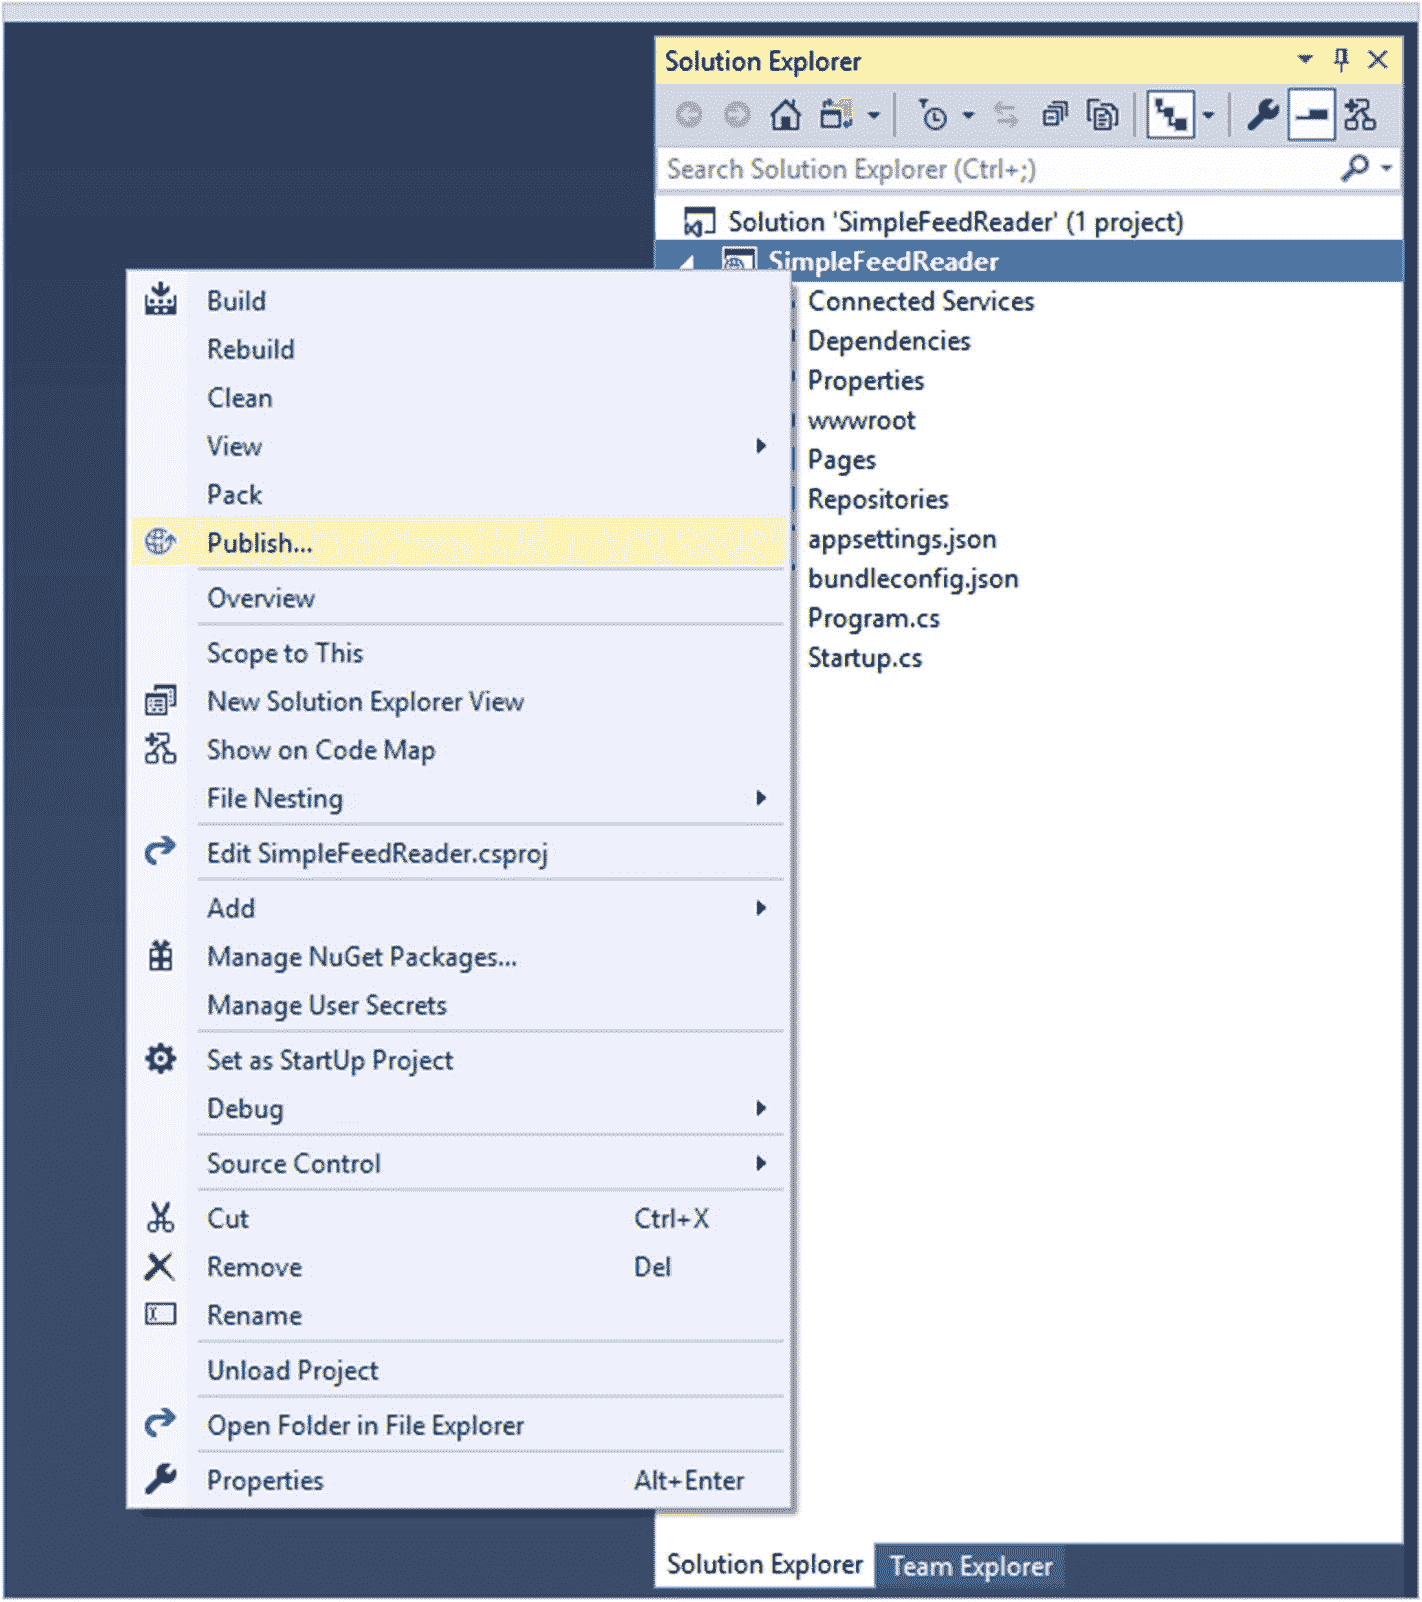 Solution Explorer
Search Solution Explorer (Ctrl+;)
Solution 'SimpleFeedReader' (1 project)
SimpleFeedReader
Connected Services
Dependencies
Properties
wwwroot
Pages
Repositories
appsettings.json
bundleconfig.json
Program.cs
Startup.cs
Build
Rebuild
Clean
View
Pack
Publish...
Overview
Scope to This
New Solution Explorer View
Show on Code Map
File Nesting
Edit SimpleFeedReader.csproj
Add
Manage NuGet Packages...
Manage User Secrets
Set as StartUp Project
Debug
Source Control
Cut Ctrl+X
Remove Del
Rename
Unload Project
Open Folder in File Explorer
Properties Alt+Enter
Solution Explorer Team Explorer